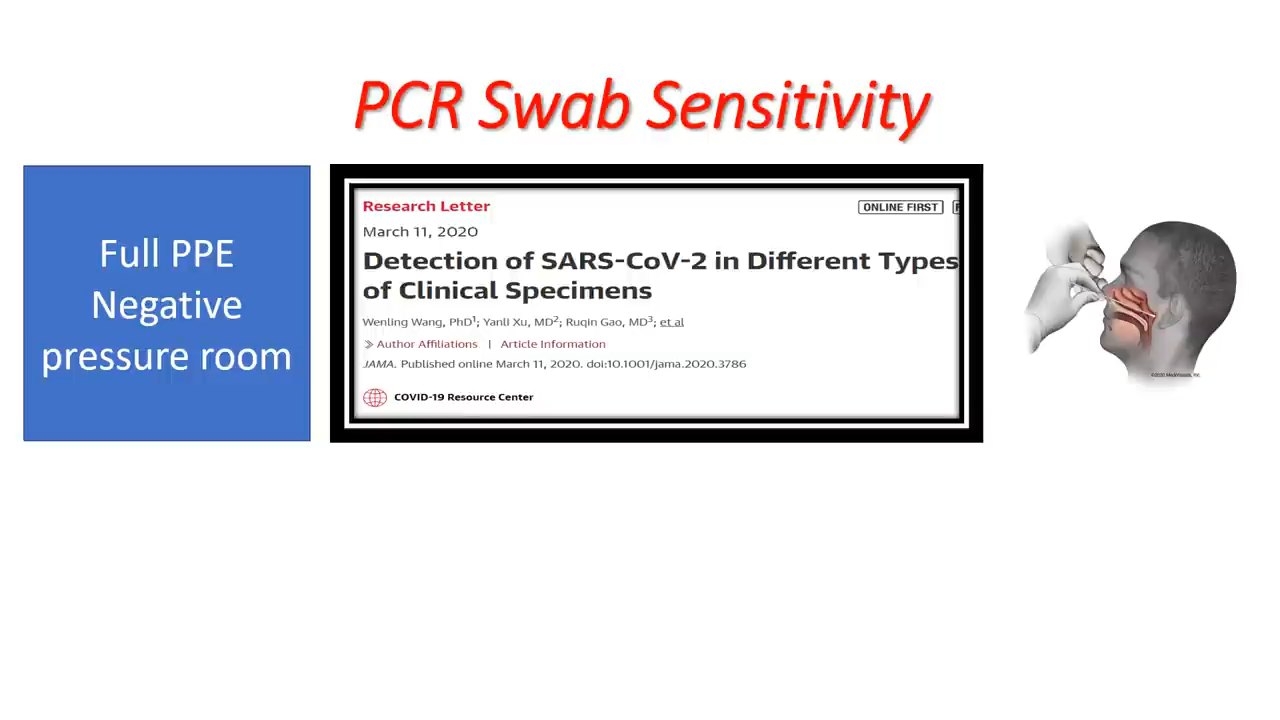 PCR Swab Sensitivity
Full PPE
Negative
pressure room
Research Letter
ONLINE FIRST
March 11, 2020
Detection of SARS-CoV-2 in Different Types
of Clinical Specimens
Wenling Wang, PhD1; Yanli Xu, MD2; Ruqin Gao, MD3; et al
Author Affiliations | Article Information
JAMA. Published online March 11, 2020. doi:10.1001/jama.2020.3786
COVID-19 Resource Center